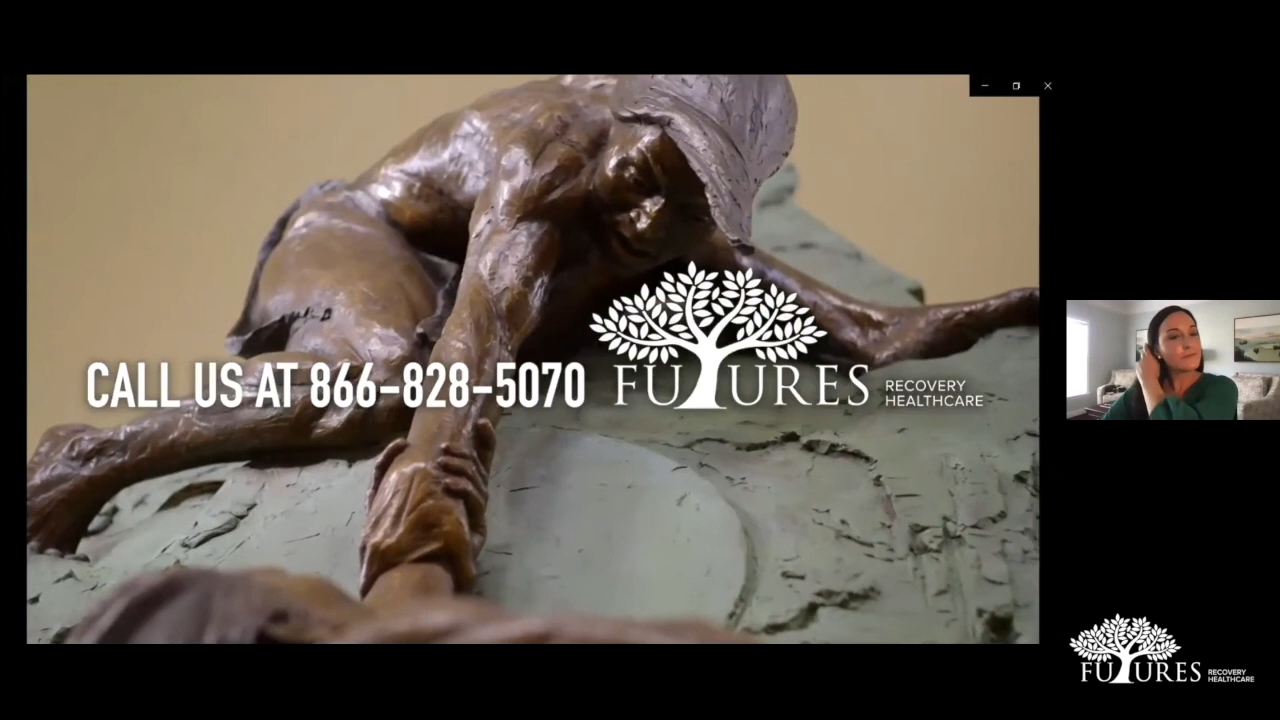 CALL US AT 866-828-5070
FUTURES
RECOVERY
HEALTHCARE
FUTURES
RECOVERY
HEALTHCARE